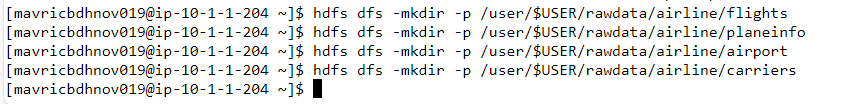 [mavricbdhnov019@ip-10-1-1-204 ~]$ hdfs dfs -mkdir -p /user/$USER/rawdata/airline/flights
[mavricbdhnov019@ip-10-1-1-204 ~]$ hdfs dfs -mkdir -p /user/$USER/rawdata/airline/planeinfo
[mavricbdhnov019@ip-10-1-1-204 ~]$ hdfs dfs -mkdir -p /user/$USER/rawdata/airline/airport
[mavricbdhnov019@ip-10-1-1-204 ~]$ hdfs dfs -mkdir -p /user/$USER/rawdata/airline/carriers
[mavricbdhnov019@ip-10-1-1-204 ~]$